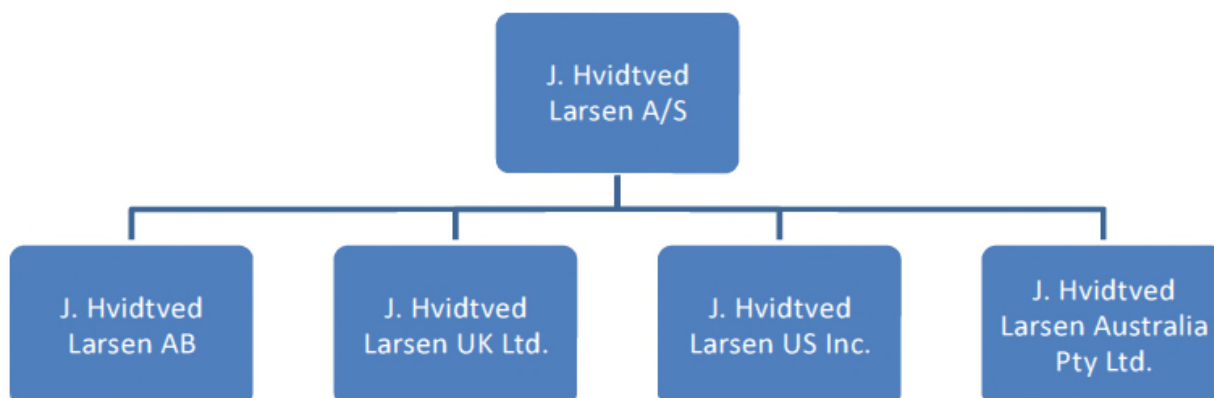 J. Hvidtved
Larsen A/S
J. Hvidtved
Larsen AB
J. Hvidtved
Larsen UK Ltd.
J. Hvidtved
Larsen US Inc.
J. Hvidtved
Larsen Australia
Pty Ltd.